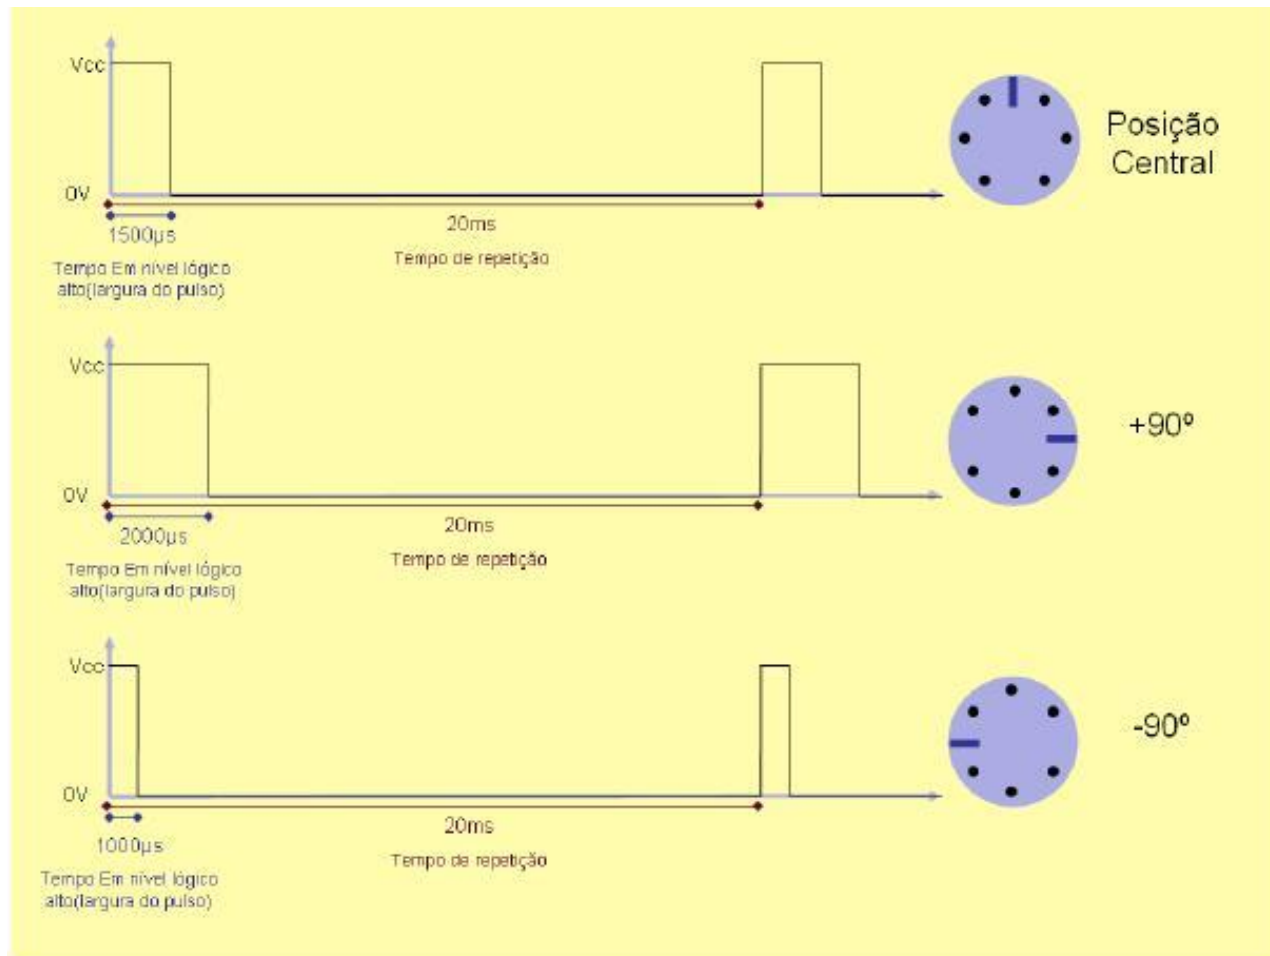 Vcc
0V
1500µs
Tempo Em nível lógico
alto(largura do pulso)
20ms
Tempo de repetição
Posição
Central
Vcc
0V
2000µs
Tempo Em nível lógico
alto(largura do pulso)
20ms
Tempo de repetição
+90º
Vcc
0V
1000µs
Tempo Em nível lógico
alto(largura do pulso)
20ms
Tempo de repetição
-90º